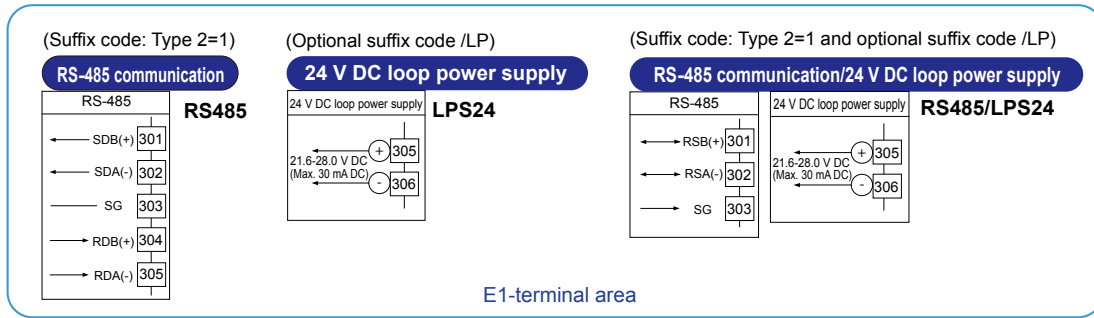 (Suffix code: Type 2=1)
RS-485 communication
RS-485
RS485
SDB(+) 301
SDA(-) 302
SG 303
RDB(+) 304
RDA(-) 305
(Optional suffix code /LP)
24 V DC loop power supply
24 V DC loop power supply
LPS24
+ 305
21.6-28.0 V DC
(Max. 30 mA DC)
- 306
(Suffix code: Type 2=1 and optional suffix code /LP)
RS-485 communication/24 V DC loop power supply
RS-485
RSB(+) 301
RSA(-) 302
SG 303
24 V DC loop power supply
RS485/LPS24
+ 305
21.6-28.0 V DC
(Max. 30 mA DC)
- 306
E1-terminal area